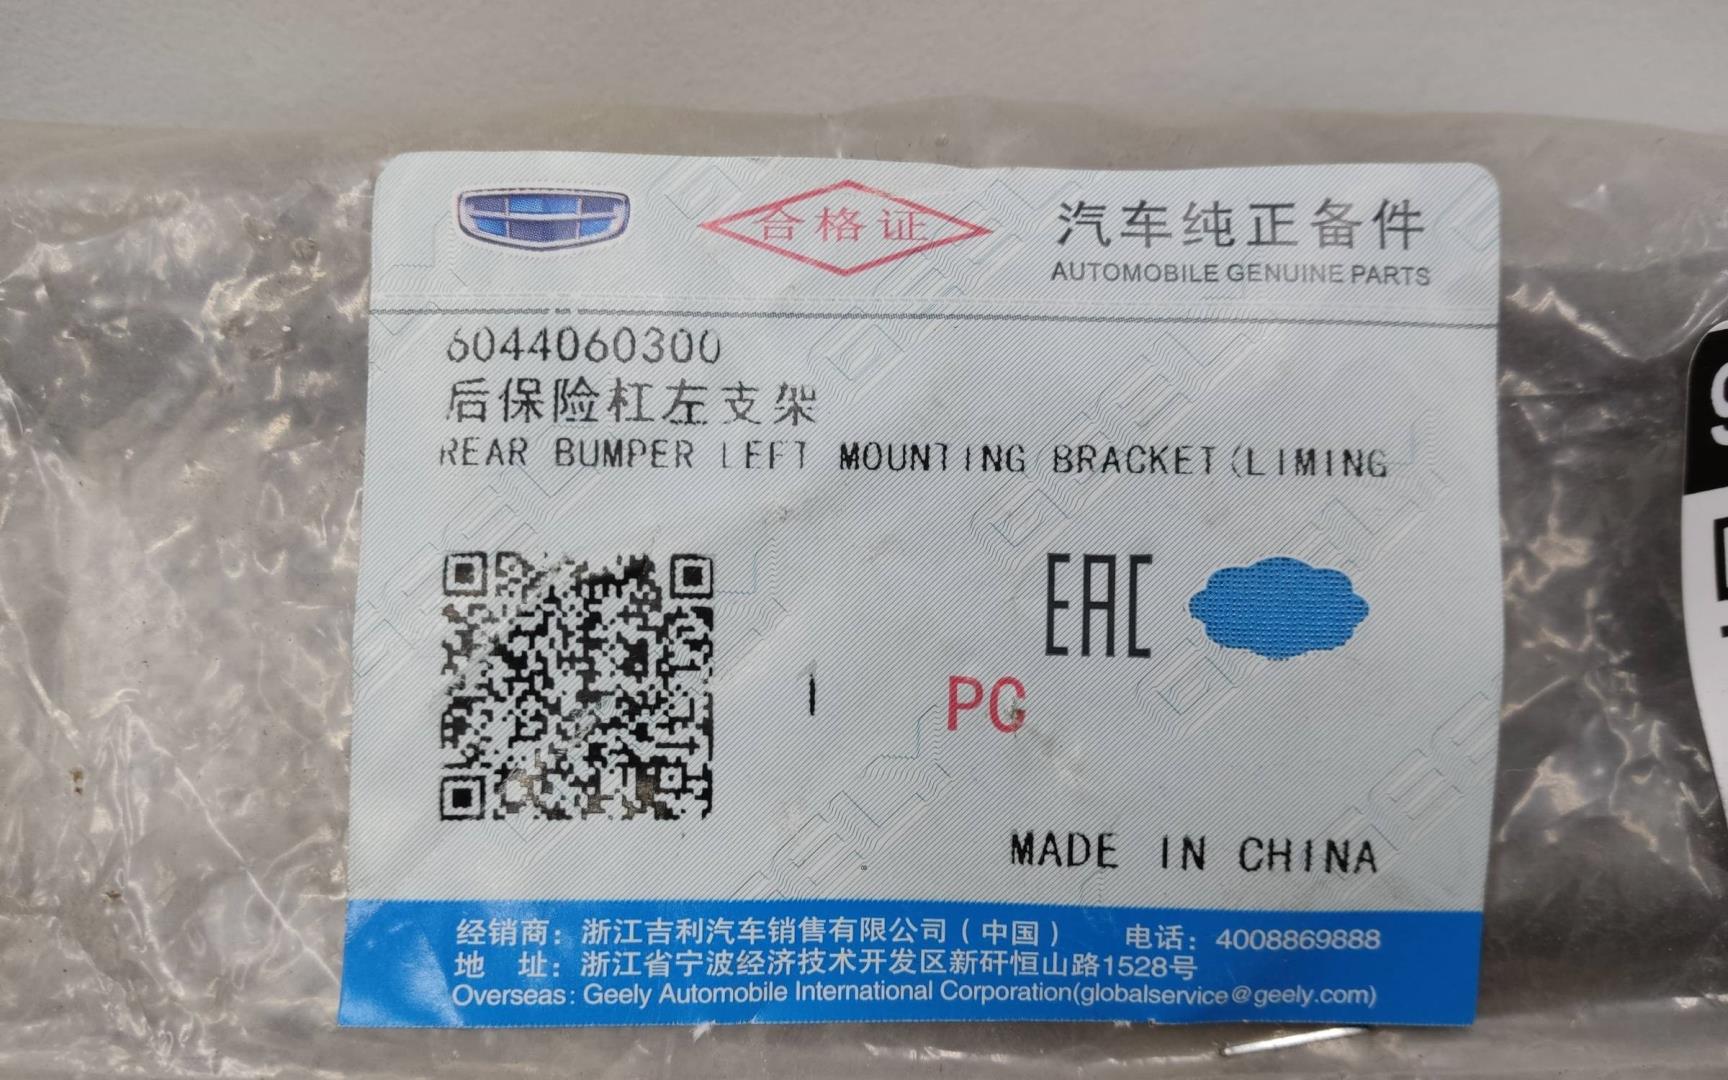 合格证
汽车纯正备件
AUTOMOBILE GENUINE PARTS
6044060300
后保险杠左支架
REAR BUMPER LEFT MOUNTING BRACKET(LIMING
EAC
1 PC
MADE IN CHINA
经销商：浙江吉利汽车销售有限公司（中国） 电话：4008869888
地 址：浙江省宁波经济技术开发区新矸恒山路1528号
Overseas: Geely Automobile International Corporation(globalservice@geely.com)